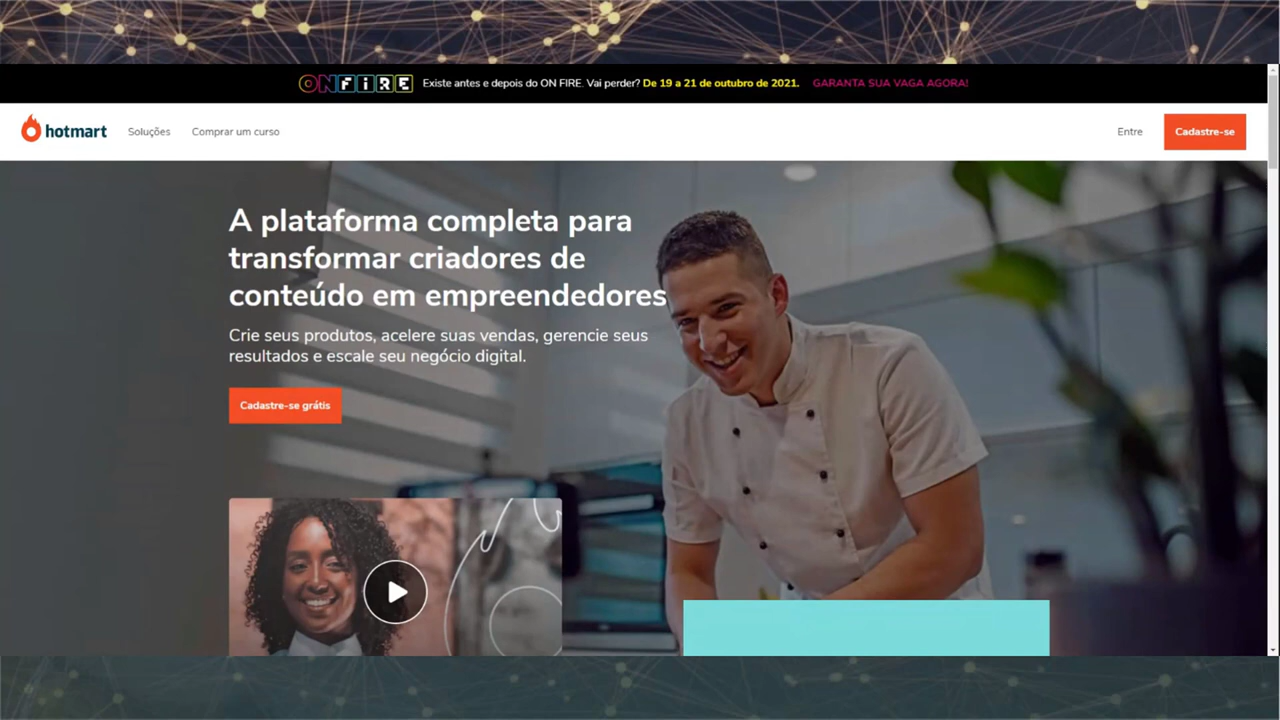 ONFIRE Existe antes e depois do ON FIRE. Vai perder? De 19 a 21 de outubro de 2021. GARANTA SUA VAGA AGORA!
hotmart Soluções Comprar um curso Entre Cadastre-se
A plataforma completa para
transformar criadores de
conteúdo em empreendedores
Crie seus produtos, acelere suas vendas, gerencie seus
resultados e escale seu negócio digital.
Cadastre-se grátis